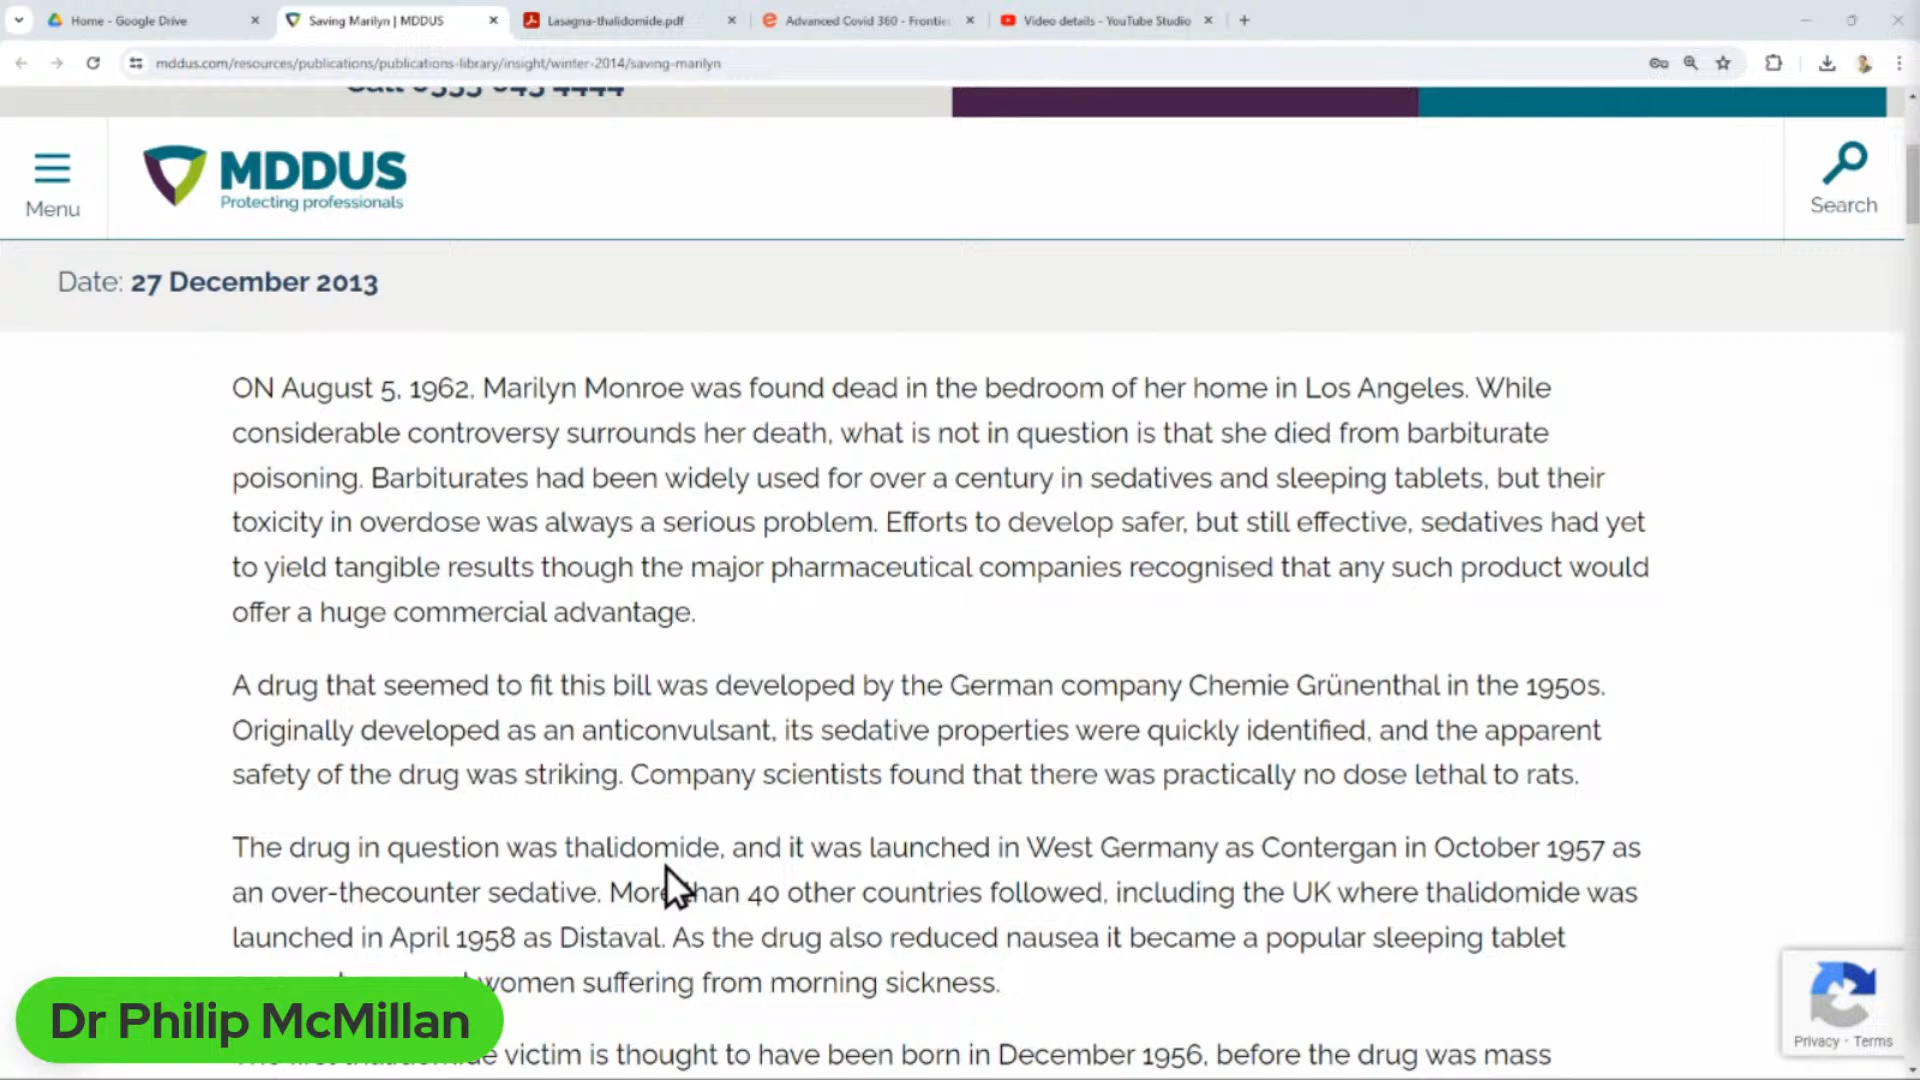 Home - Google Drive
Saving Marilyn | MDDUS
Lasagna-thalidomide.pdf
Advanced Covid 360 - Frontie
Video details - YouTube Studio
mddus.com/resources/publications/publications-library/insight/winter-2014/saving-marilyn
Menu
MDDUS
Protecting professionals
Search
Date: 27 December 2013
ON August 5, 1962, Marilyn Monroe was found dead in the bedroom of her home in Los Angeles. While
considerable controversy surrounds her death, what is not in question is that she died from barbiturate
poisoning. Barbiturates had been widely used for over a century in sedatives and sleeping tablets, but their
toxicity in overdose was always a serious problem. Efforts to develop safer, but still effective, sedatives had yet
to yield tangible results though the major pharmaceutical companies recognised that any such product would
offer a huge commercial advantage.
A drug that seemed to fit this bill was developed by the German company Chemie Grünenthal in the 1950s.
Originally developed as an anticonvulsant, its sedative properties were quickly identified, and the apparent
safety of the drug was striking. Company scientists found that there was practically no dose lethal to rats.
The drug in question was thalidomide, and it was launched in West Germany as Contergan in October 1957 as
an over-thecounter sedative. More than 40 other countries followed, including the UK where thalidomide was
launched in April 1958 as Distaval. As the drug also reduced nausea it became a popular sleeping tablet
women suffering from morning sickness.
victim is thought to have been born in December 1956, before the drug was mass
Dr Philip McMillan
Privacy - Terms